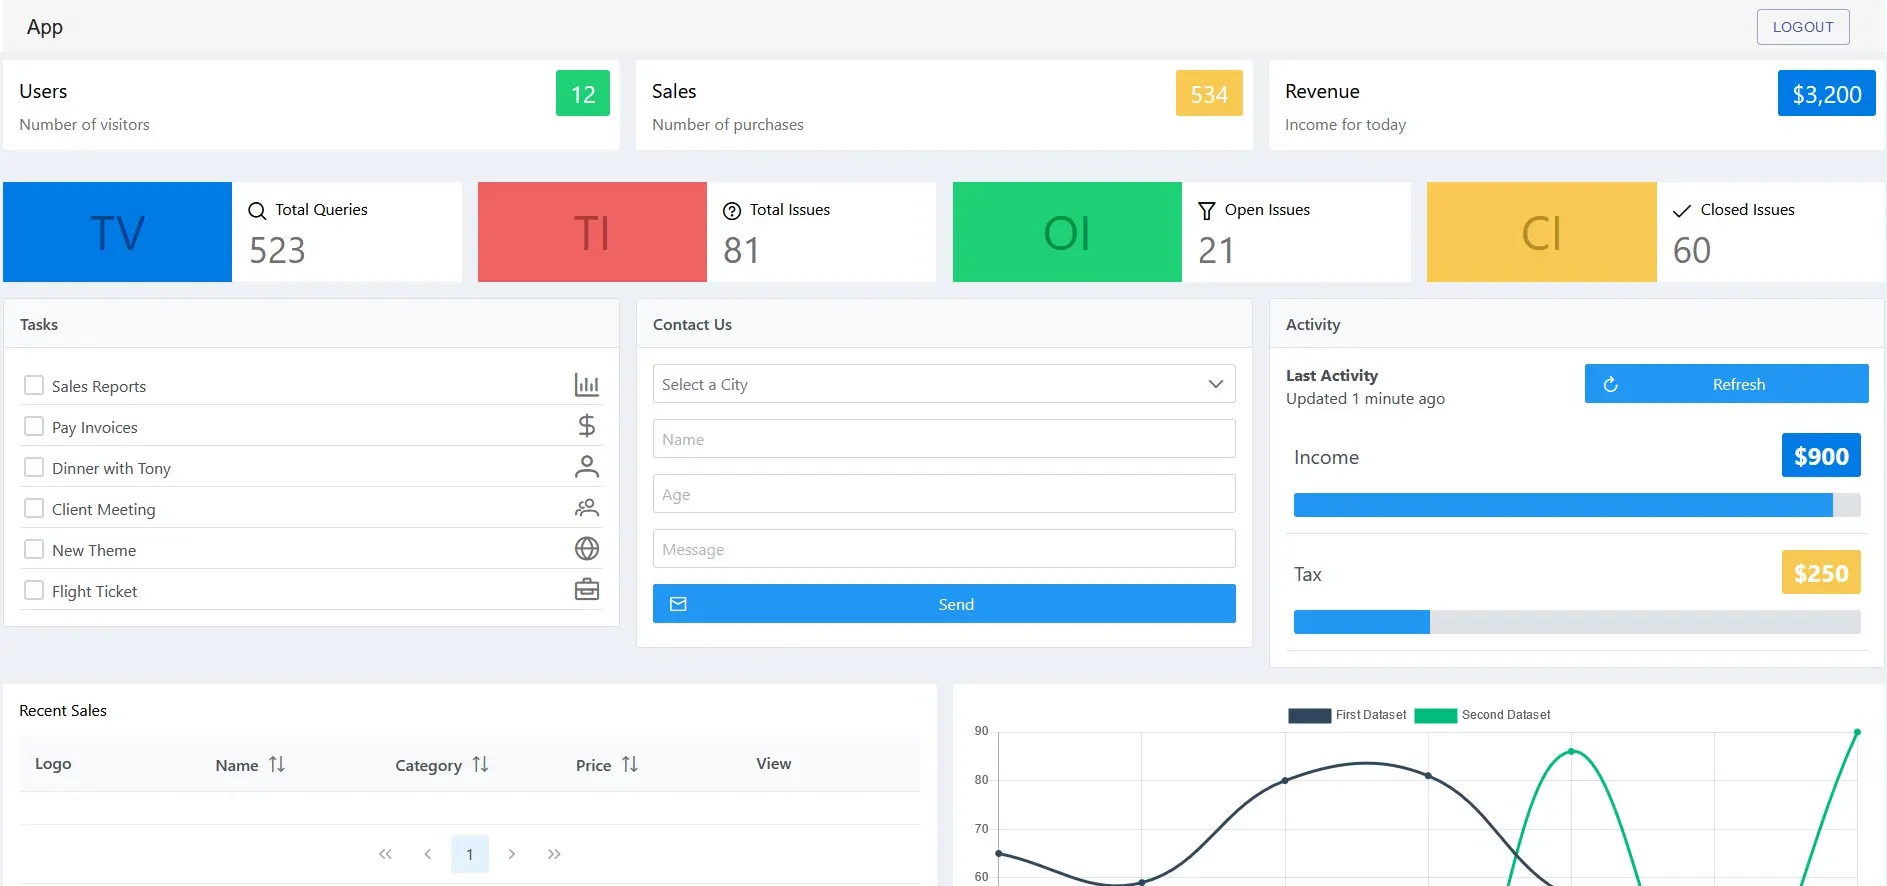 App
LOGOUT
Users
12
Number of visitors
Sales
534
Number of purchases
Revenue
$3,200
Income for today
TV
Total Queries
523
TI
Total Issues
81
OI
Open Issues
21
CI
Closed Issues
60
Tasks
Sales Reports
Pay Invoices
Dinner with Tony
Client Meeting
New Theme
Flight Ticket
Contact Us
Select a City
Name
Age
Message
Send
Activity
Last Activity
Updated 1 minute ago
Refresh
Income
$900
Tax
$250
Recent Sales
Logo Name Category Price View
1
First Dataset Second Dataset
90
80
70
60